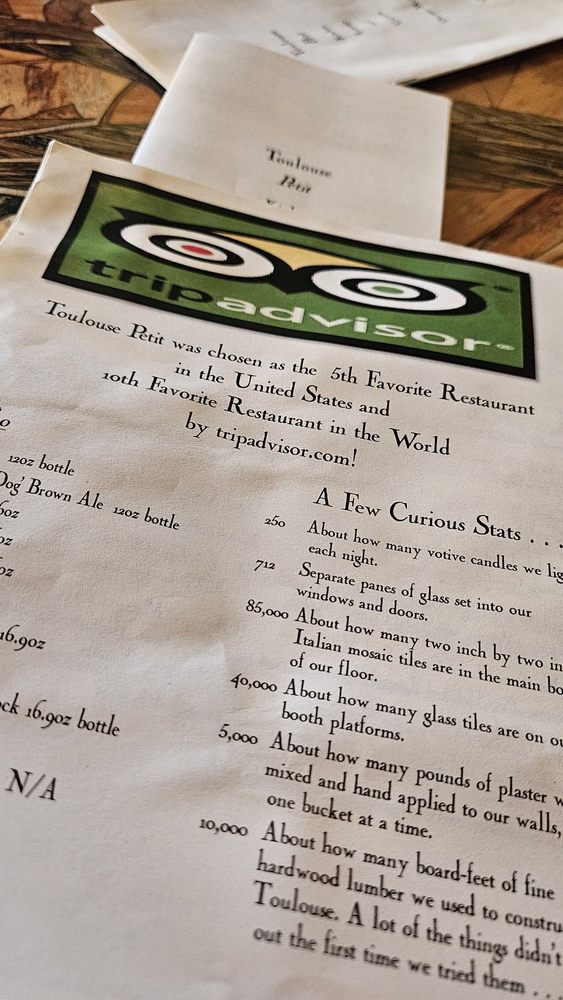 Toulouse
Petit
tripadvisor®
Toulouse Petit was chosen as the 5th Favorite Restaurant
in the United States and
10th Favorite Restaurant in the World
by tripadvisor.com!
12oz bottle
Dog' Brown Ale 12oz bottle
16.9oz
16.9oz bottle
N/A
A Few Curious Stats . . .
250 About how many votive candles we
each night.
712 Separate panes of glass set into our
windows and doors.
85,000 About how many two inch by two
Italian mosaic tiles are in the main
of our floor.
40,000 About how many glass tiles are on
booth platforms.
5,000 About how many pounds of plaster
mixed and hand applied to our walls,
one bucket at a time.
10,000 About how many board-feet of fine
hardwood lumber we used to
Toulouse. A lot of the things didn't
out the first time we tried them . . .